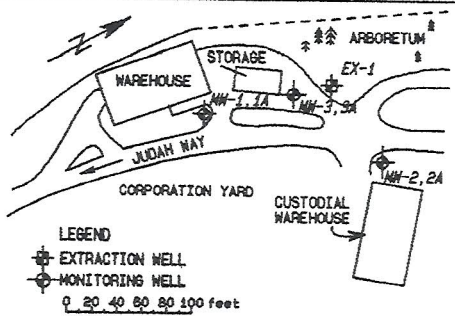 N
ARBORETUM
STORAGE
EX-1
WAREHOUSE
MW-1,1A
MW-3,3A
JUDAH WAY
MW-2,2A
CORPORATION YARD
CUSTODIAL
WAREHOUSE
LEGEND
EXTRACTION WELL
MONITORING WELL
0 20 40 60 80 100 feet